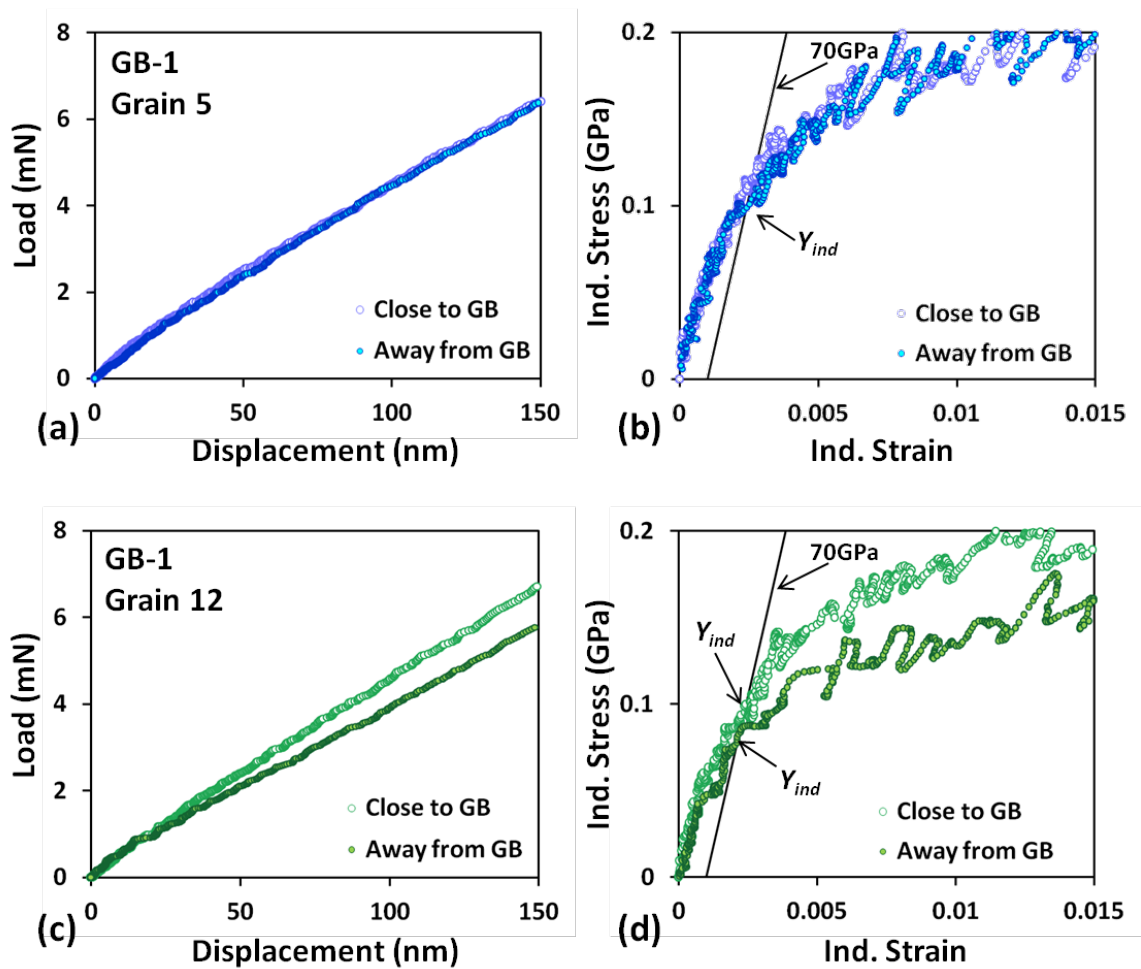 GB-1
Grain 5
8
6
4
2
0
Load (mN)
Close to GB
Away from GB
0
50
100
150
(a)
Displacement (nm)
0.2
0.1
0
Ind. Stress (GPa)
70GPa
Yind
Close to GB
Away from GB
0
0.005
0.01
0.015
(b)
Ind. Strain
GB-1
Grain 12
8
6
4
2
0
Load (mN)
Close to GB
Away from GB
0
50
100
150
(c)
Displacement (nm)
0.2
0.1
0
Ind. Stress (GPa)
70GPa
Yind
Yind
Close to GB
Away from GB
0
0.005
0.01
0.015
(d)
Ind. Strain